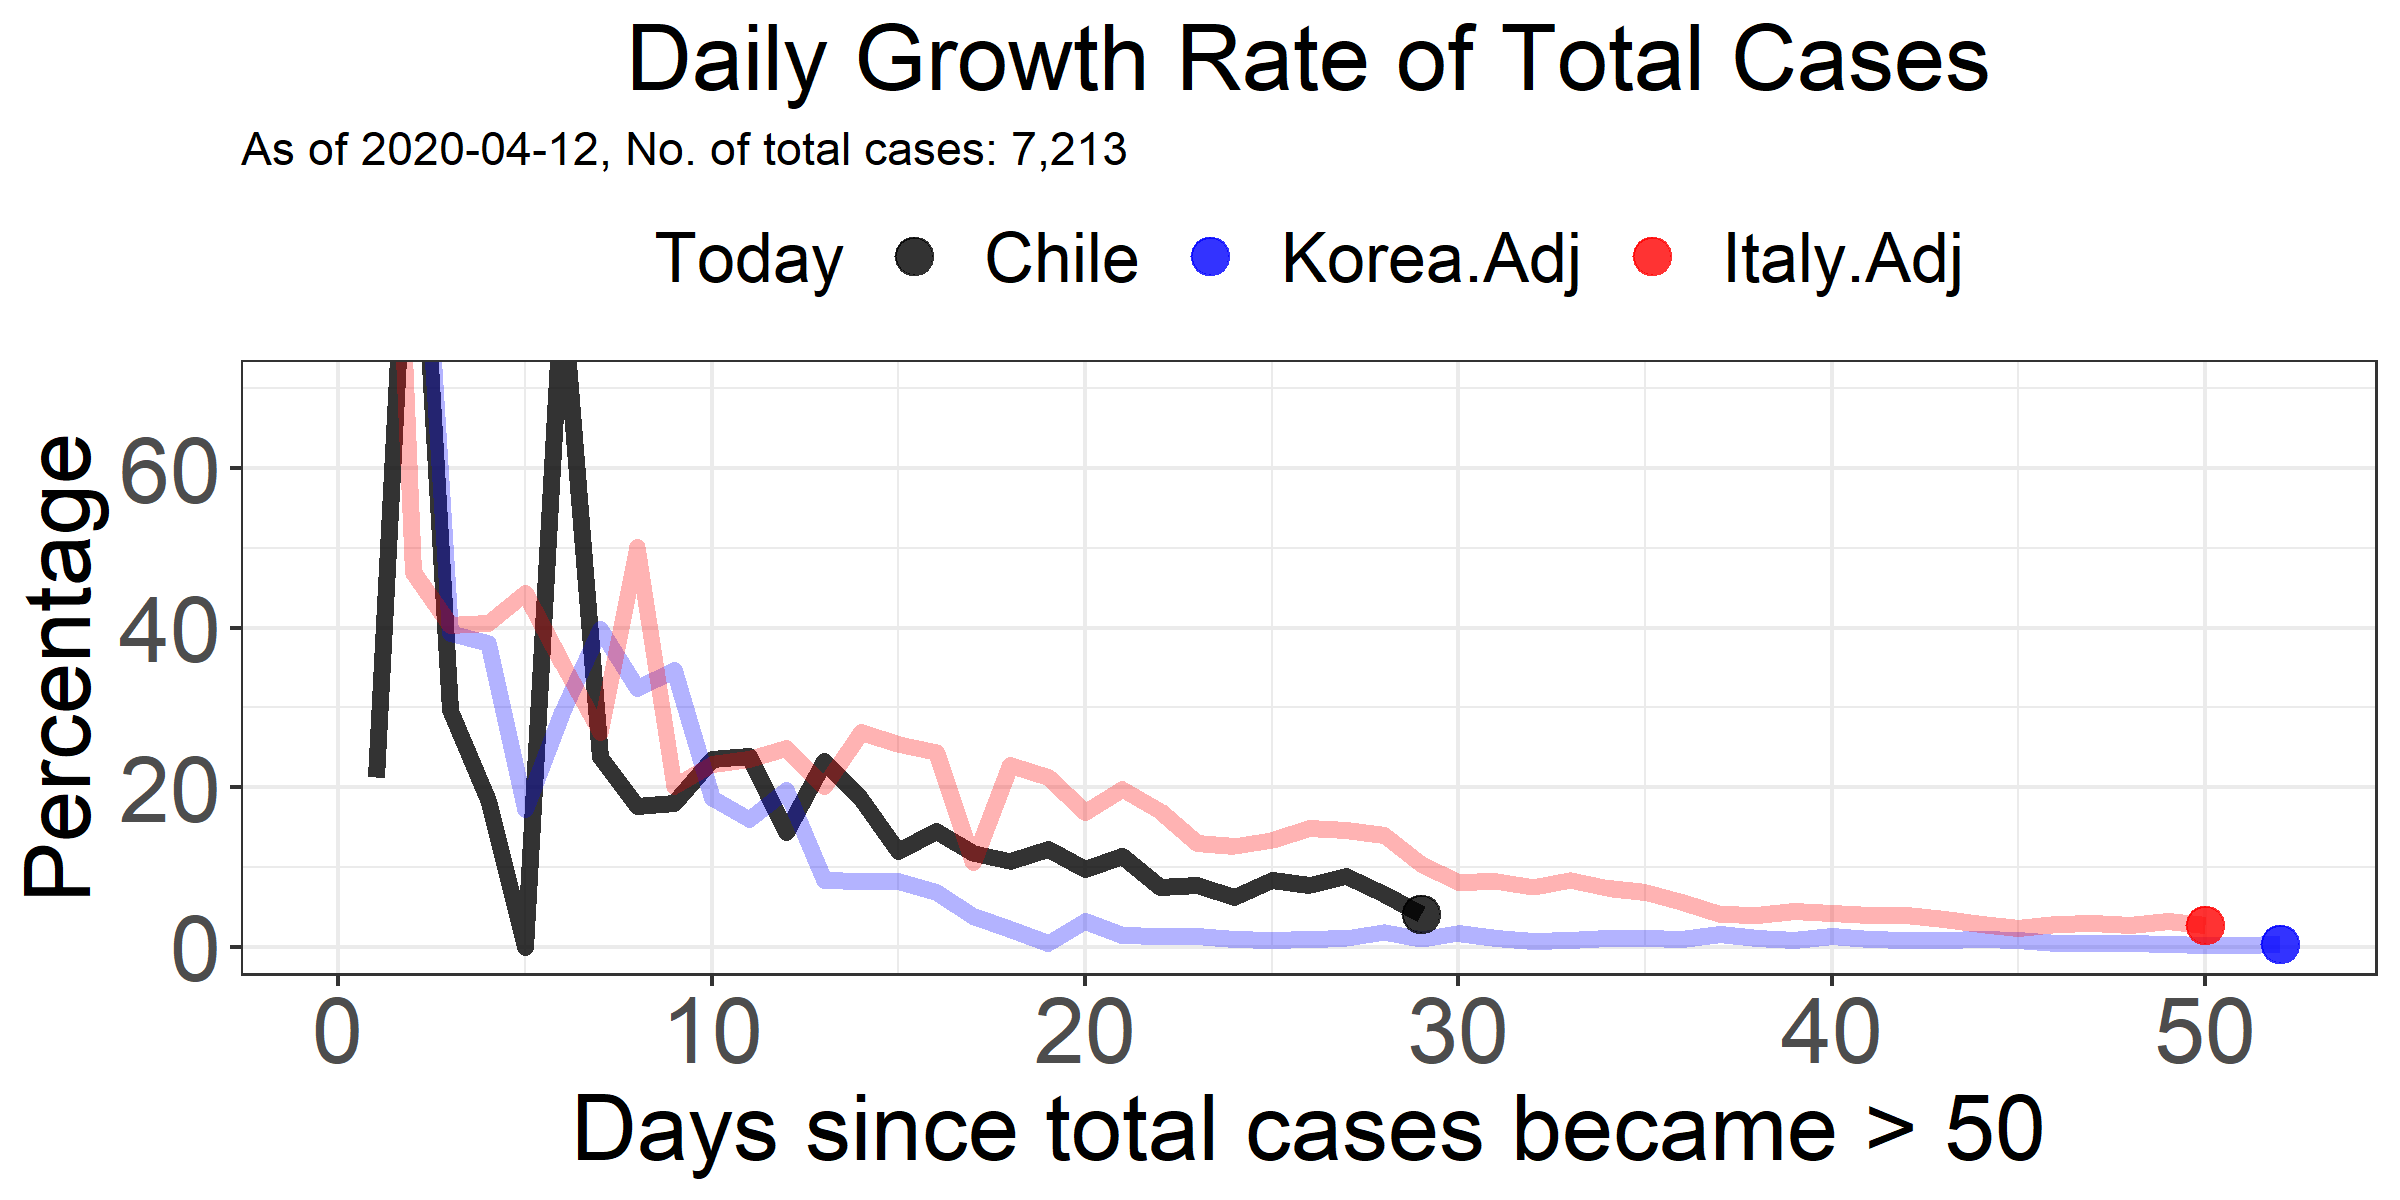 Daily Growth Rate of Total Cases
As of 2020-04-12, No. of total cases: 7,213
Today Chile Korea.Adj Italy.Adj
Percentage
60
40
20
0
0 10 20 30 40 50
Days since total cases became > 50